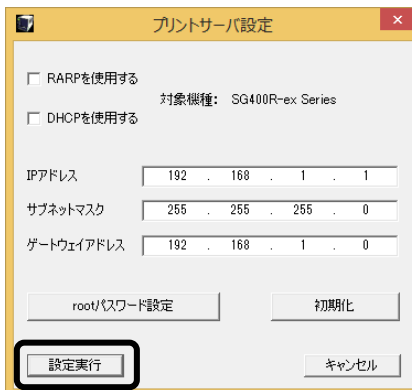 プリントサーバ設定
RARPを使用する
対象機種: SG400R-ex Series
DHCPを使用する
IPアドレス 192 . 168 . 1 . 1
サブネットマスク 255 . 255 . 255 . 0
ゲートウェイアドレス 192 . 168 . 1 . 0
rootパスワード設定 初期化
設定実行 キャンセル